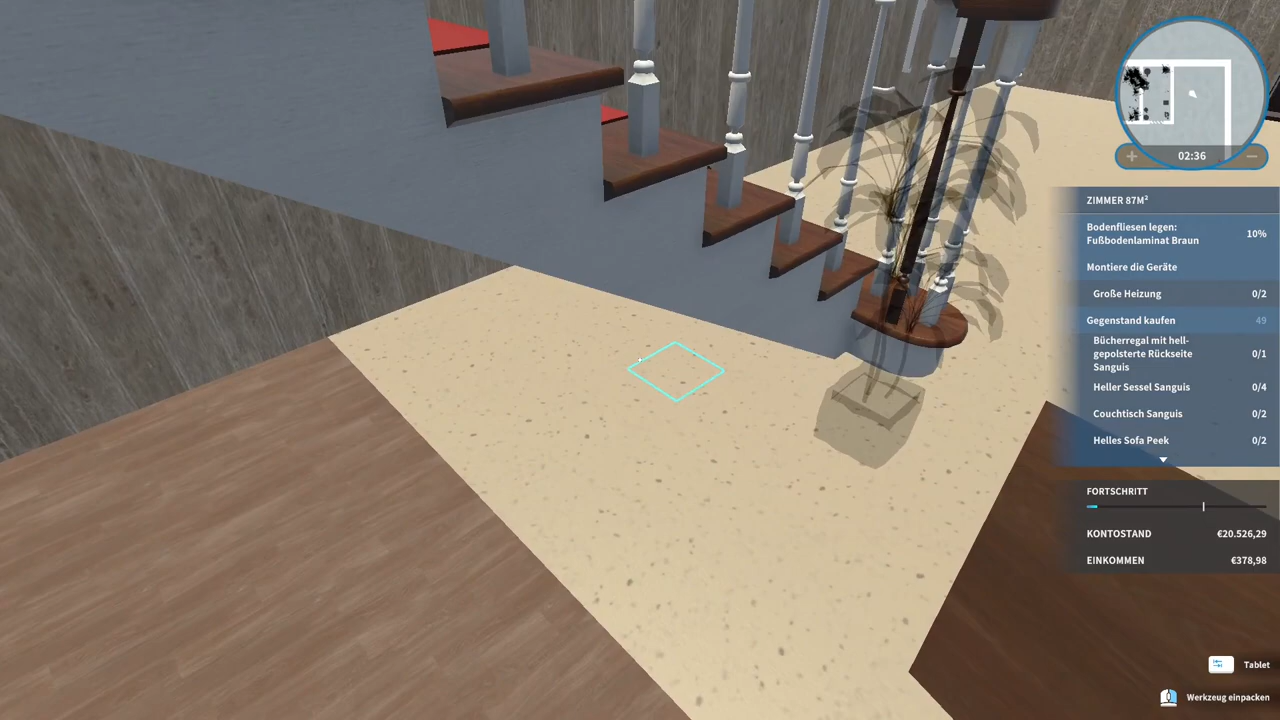 02:36
ZIMMER 87M²
Bodenfliesen legen:
Fußbodenlaminat Braun
10%
Montiere die Geräte
Große Heizung 0/2
Gegenstand kaufen 49
Bücherregal mit hell-
gepolsterte Rückseite
Sanguis
0/1
Heller Sessel Sanguis 0/4
Couchtisch Sanguis 0/2
Helles Sofa Peek 0/2
FORTSCHRITT
KONTOSTAND €20.526,29
EINKOMMEN €378,98
Tablet
Werkzeug einpacken